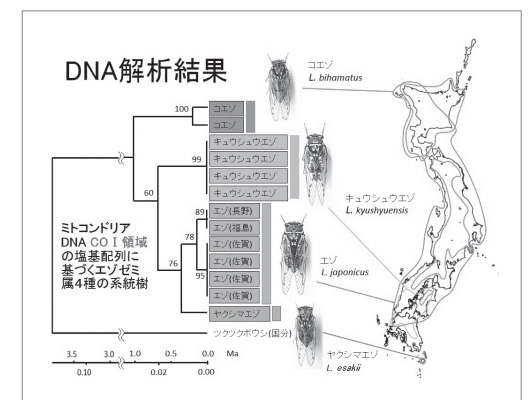 DNA解析結果
コエゾ
L. bihamatus
100
コエゾ
コエゾ
キュウシュウエゾ
99
キュウシュウエゾ
キュウシュウエゾ
キュウシュウエゾ
60
キュウシュウエゾ
L. kyushyuensis
89
エゾ(長野)
エゾ(福島)
78
エゾ(佐賀)
エゾ(佐賀)
76
95
エゾ(佐賀)
エゾ(佐賀)
エゾ
L. japonicus
ミトコンドリア
DNA COⅠ領域
の塩基配列に
基づくエゾゼミ
属4種の系統樹
ヤクシマエゾ
ツクツクボウシ(国分)
ヤクシマエゾ
L. esakii
3.5 3.0 1.0 0.5 0.0 Ma
0.10 0.02 0.00